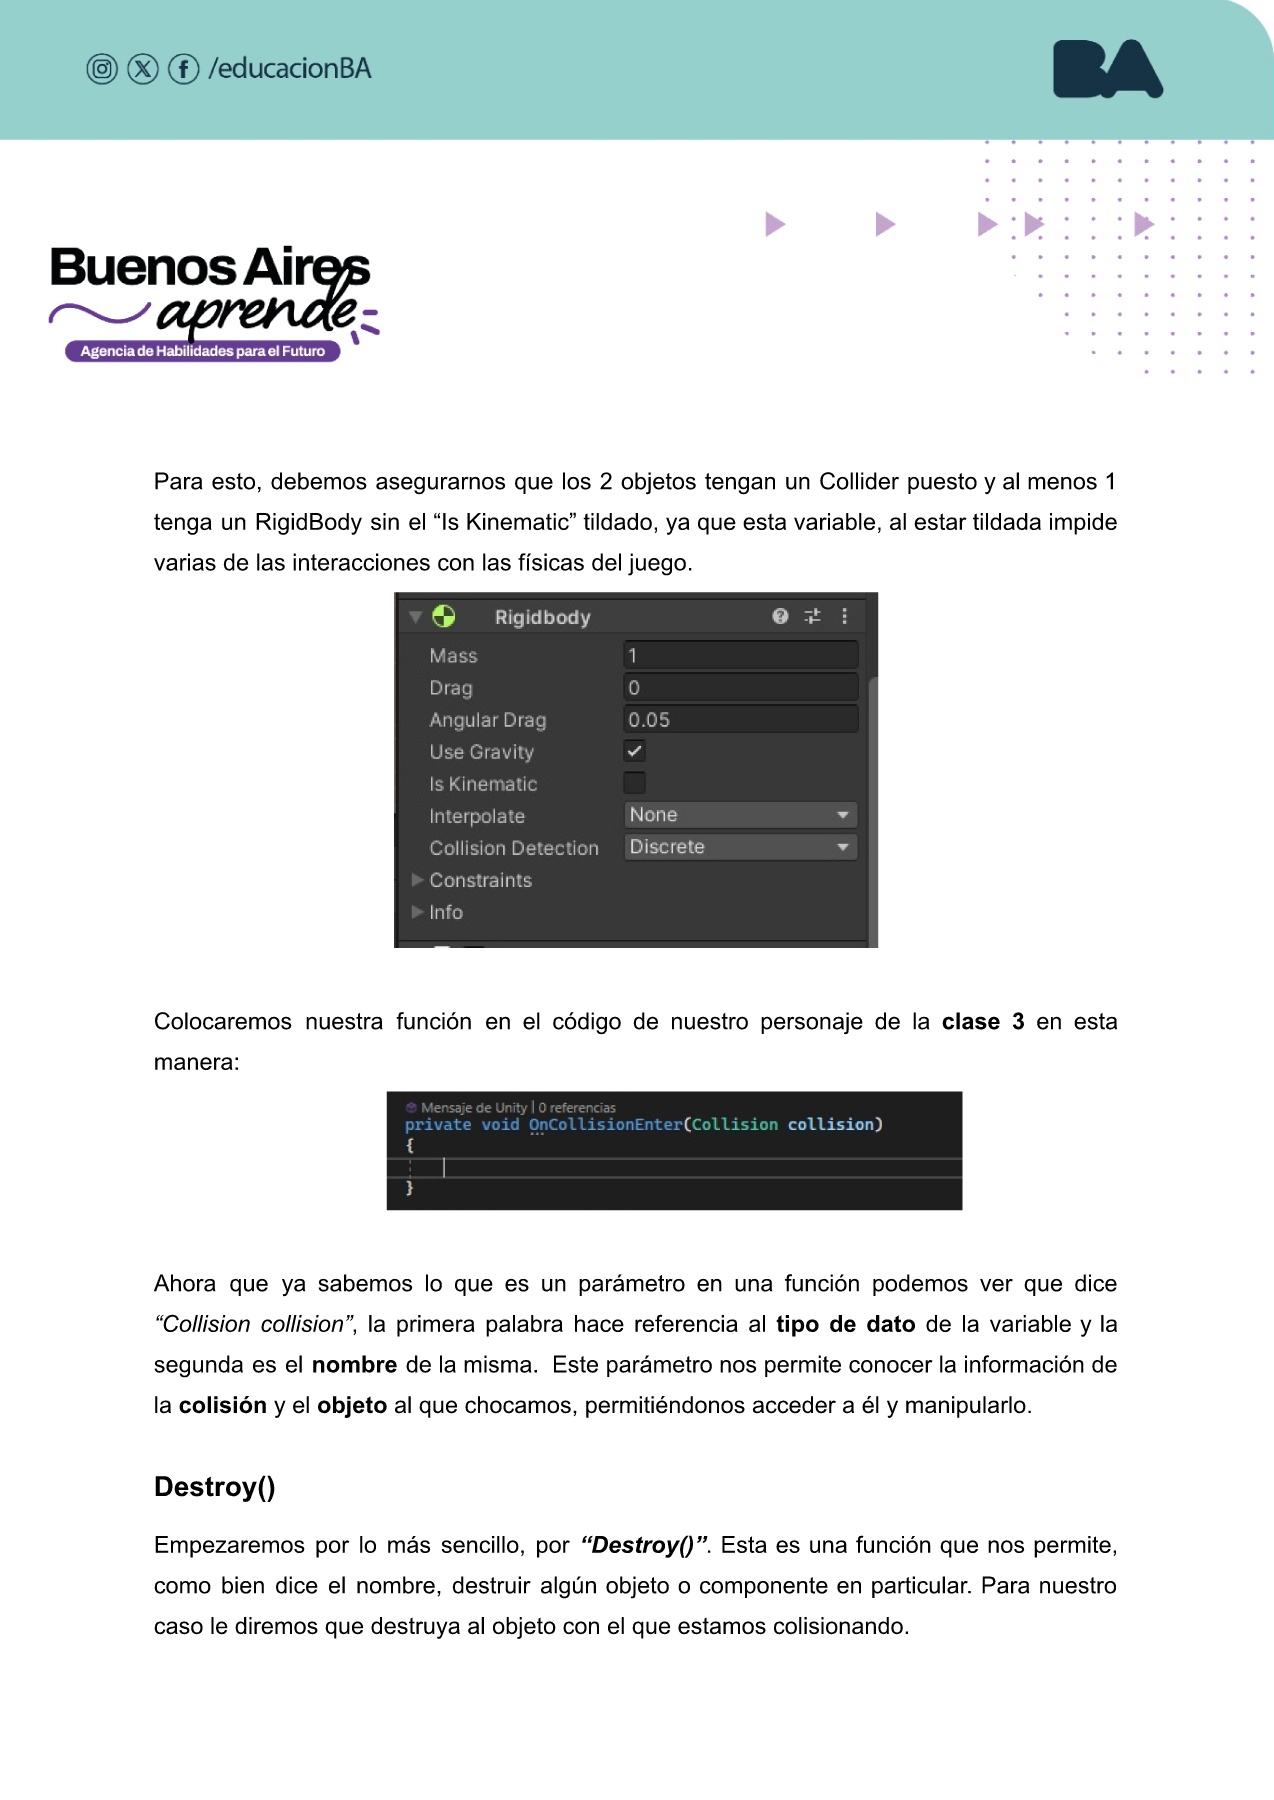 /educacionBA
BA
Buenos Aires
aprende
Agencia de Habilidades para el Futuro
Para esto, debemos asegurarnos que los 2 objetos tengan un Collider puesto y al menos 1
tenga un RigidBody sin el “Is Kinematic” tildado, ya que esta variable, al estar tildada impide
varias de las interacciones con las físicas del juego.
Rigidbody
Mass 1
Drag 0
Angular Drag 0.05
Use Gravity
Is Kinematic
Interpolate None
Collision Detection Discrete
Constraints
Info
Colocaremos nuestra función en el código de nuestro personaje de la clase 3 en esta
manera:
Mensaje de Unity | 0 referencias
private void OnCollisionEnter(Collision collision)
{
}
Ahora que ya sabemos lo que es un parámetro en una función podemos ver que dice
“Collision collision”, la primera palabra hace referencia al tipo de dato de la variable y la
segunda es el nombre de la misma. Este parámetro nos permite conocer la información de
la colisión y el objeto al que chocamos, permitiéndonos acceder a él y manipularlo.
Destroy()
Empezaremos por lo más sencillo, por “Destroy()”. Esta es una función que nos permite,
como bien dice el nombre, destruir algún objeto o componente en particular. Para nuestro
caso le diremos que destruya al objeto con el que estamos colisionando.